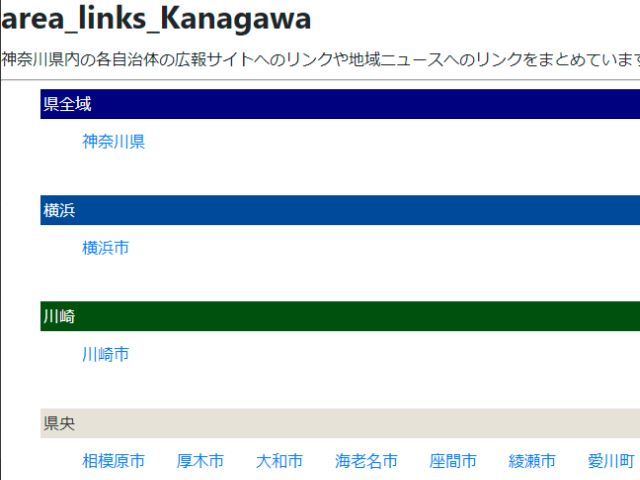 area_links_Kanagawa
神奈川県内の各自治体の広報サイトへのリンクや地域ニュースへのリンクをまとめています
県全域
神奈川県
横浜
横浜市
川崎
川崎市
県央
相模原市 厚木市 大和市 海老名市 座間市 綾瀬市 愛川町